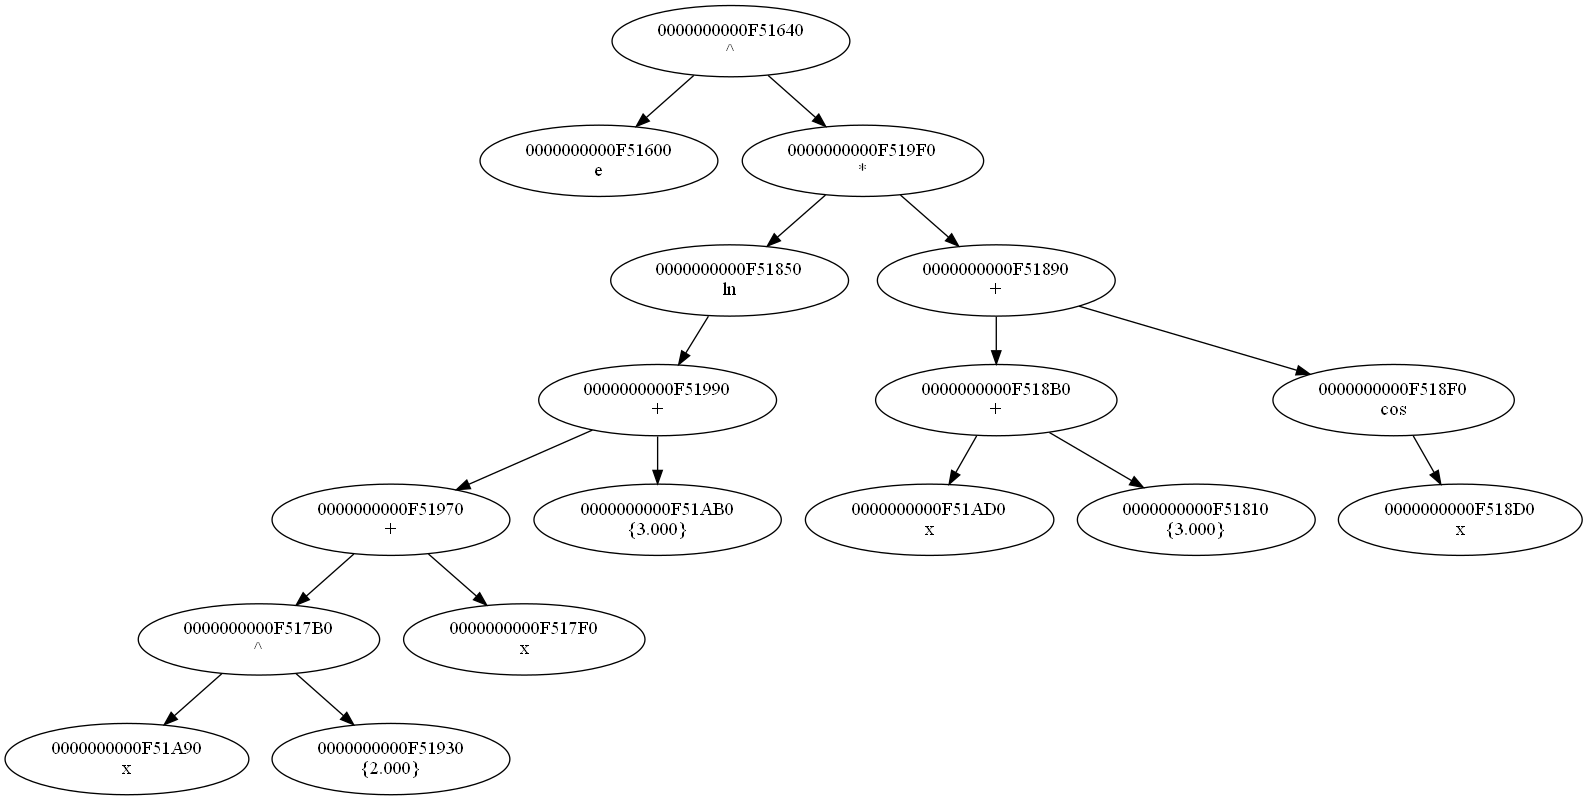 0000000000F51640
^
0000000000F51600
e
0000000000F519F0
*
0000000000F51850
ln
0000000000F51890
+
0000000000F51990
+
0000000000F518B0
+
0000000000F518F0
cos
0000000000F51970
+
0000000000F51AB0
{3.000}
0000000000F51AD0
x
0000000000F51810
{3.000}
0000000000F518D0
x
0000000000F517B0
^
0000000000F517F0
x
0000000000F51A90
x
0000000000F51930
{2.000}